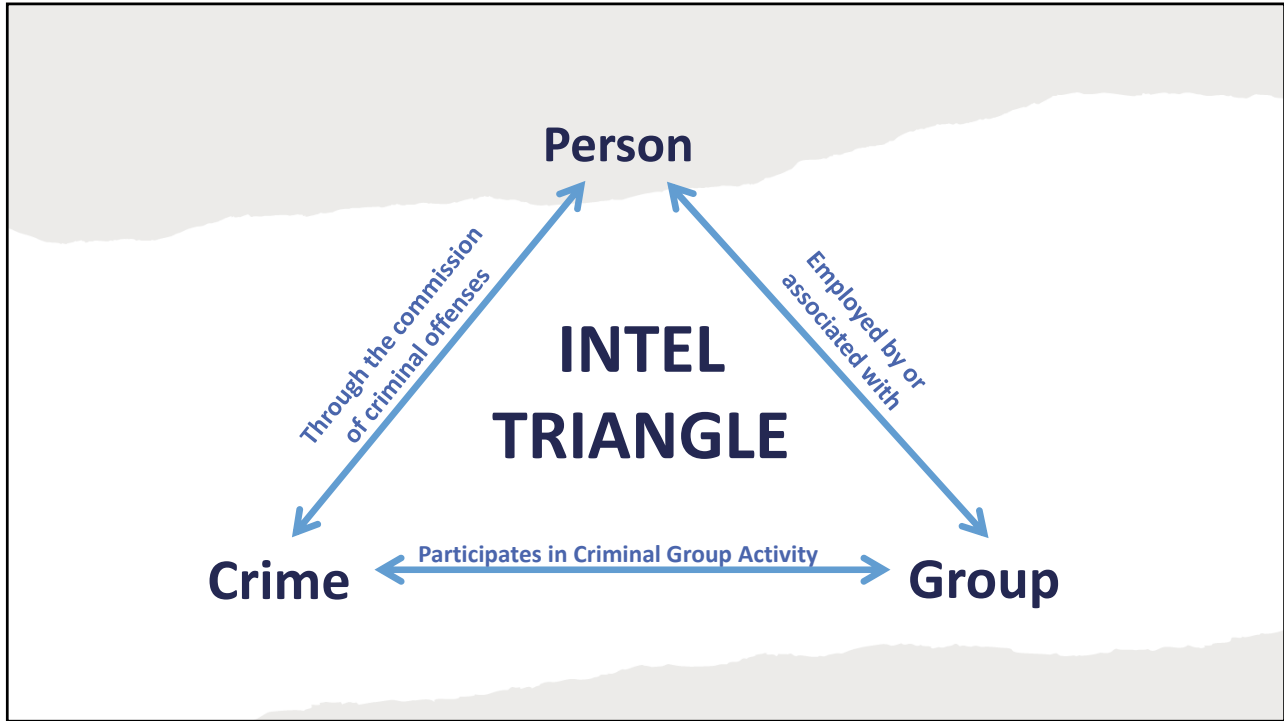 Person
Through the commission
of criminal offenses
Employed by or
associated with
INTEL
TRIANGLE
Participates in Criminal Group Activity
Crime
Group